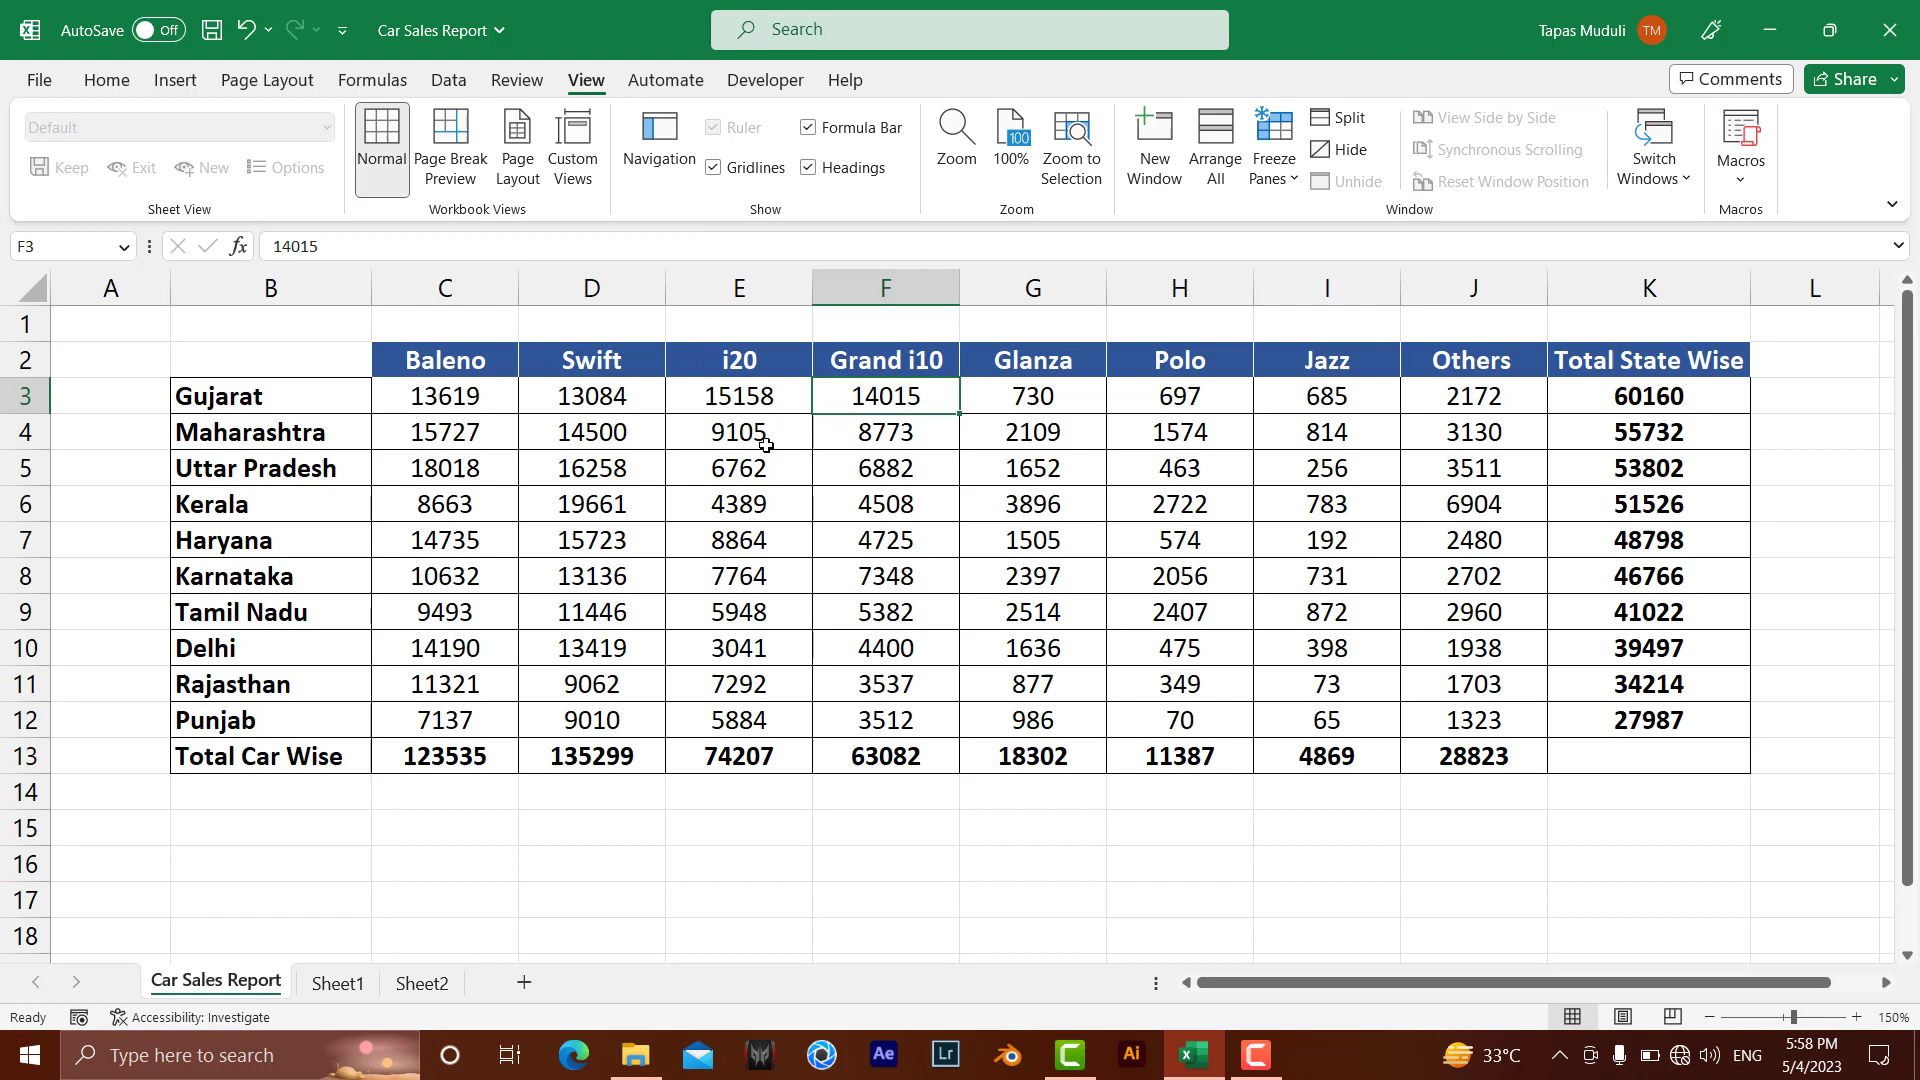 AutoSave Off Car Sales Report Search Tapas Muduli TM
File Home Insert Page Layout Formulas Data Review View Automate Developer Help Comments Share
Default Ruler Formula Bar Split View Side by Side
Keep Exit New Options Normal Page Break Preview Page Layout Custom Views Navigation Gridlines Headings Zoom 100 100% Zoom to Selection New Window Arrange All Freeze Panes Hide Synchronous Scrolling Switch Windows Macros
Unhide Reset Window Position
Sheet View Workbook Views Show Zoom Window Macros
F3 fx 14015
A B C D E F G H I J K L
1
2 Baleno Swift i20 Grand i10 Glanza Polo Jazz Others Total State Wise
3 Gujarat 13619 13084 15158 14015 730 697 685 2172 60160
4 Maharashtra 15727 14500 9105 8773 2109 1574 814 3130 55732
5 Uttar Pradesh 18018 16258 6762 6882 1652 463 256 3511 53802
6 Kerala 8663 19661 4389 4508 3896 2722 783 6904 51526
7 Haryana 14735 15723 8864 4725 1505 574 192 2480 48798
8 Karnataka 10632 13136 7764 7348 2397 2056 731 2702 46766
9 Tamil Nadu 9493 11446 5948 5382 2514 2407 872 2960 41022
10 Delhi 14190 13419 3041 4400 1636 475 398 1938 39497
11 Rajasthan 11321 9062 7292 3537 877 349 73 1703 34214
12 Punjab 7137 9010 5884 3512 986 70 65 1323 27987
13 Total Car Wise 123535 135299 74207 63082 18302 11387 4869 28823
14
15
16
17
18
Car Sales Report Sheet1 Sheet2
Ready Accessibility: Investigate 150%
Type here to search Ae Lr Ai 33°C ENG 5:58 PM
5/4/2023